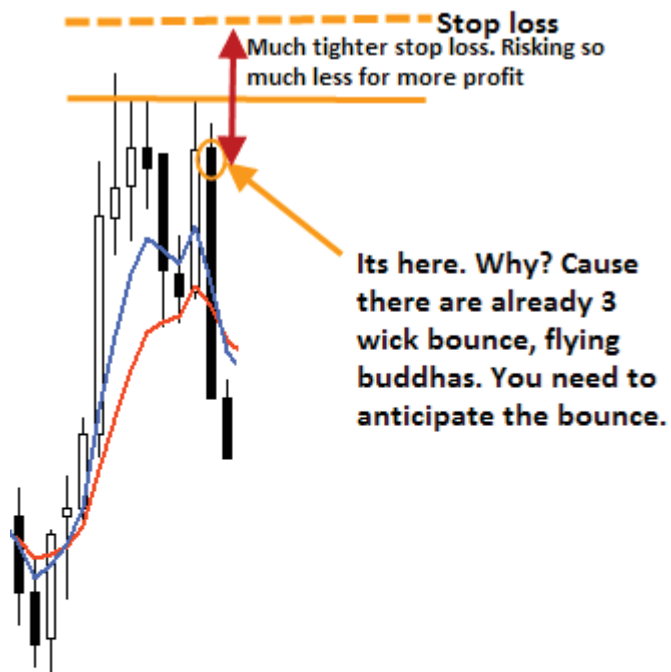 Stop loss
Much tighter stop loss. Risking so
much less for more profit
Its here. Why? Cause
there are already 3
wick bounce, flying
buddhas. You need to
anticipate the bounce.